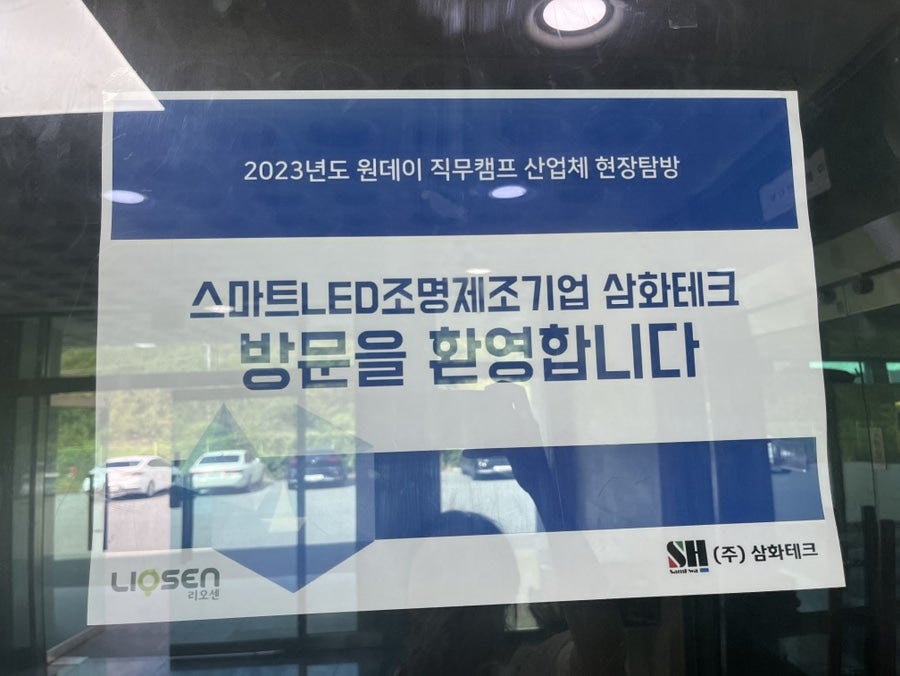 2023년도 원데이 직무캠프 산업체 현장탐방
스마트LED조명제조기업 삼화테크
방문을 환영합니다
LIOSEN
리오센
SH (주) 삼화테크